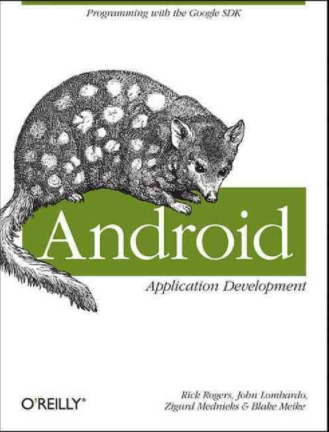 Programming with the Google SDK
Android
Application Development
Rick Rogers, John Lombardo,
Zigurd Mednieks & Blake Meike
O'REILLY®